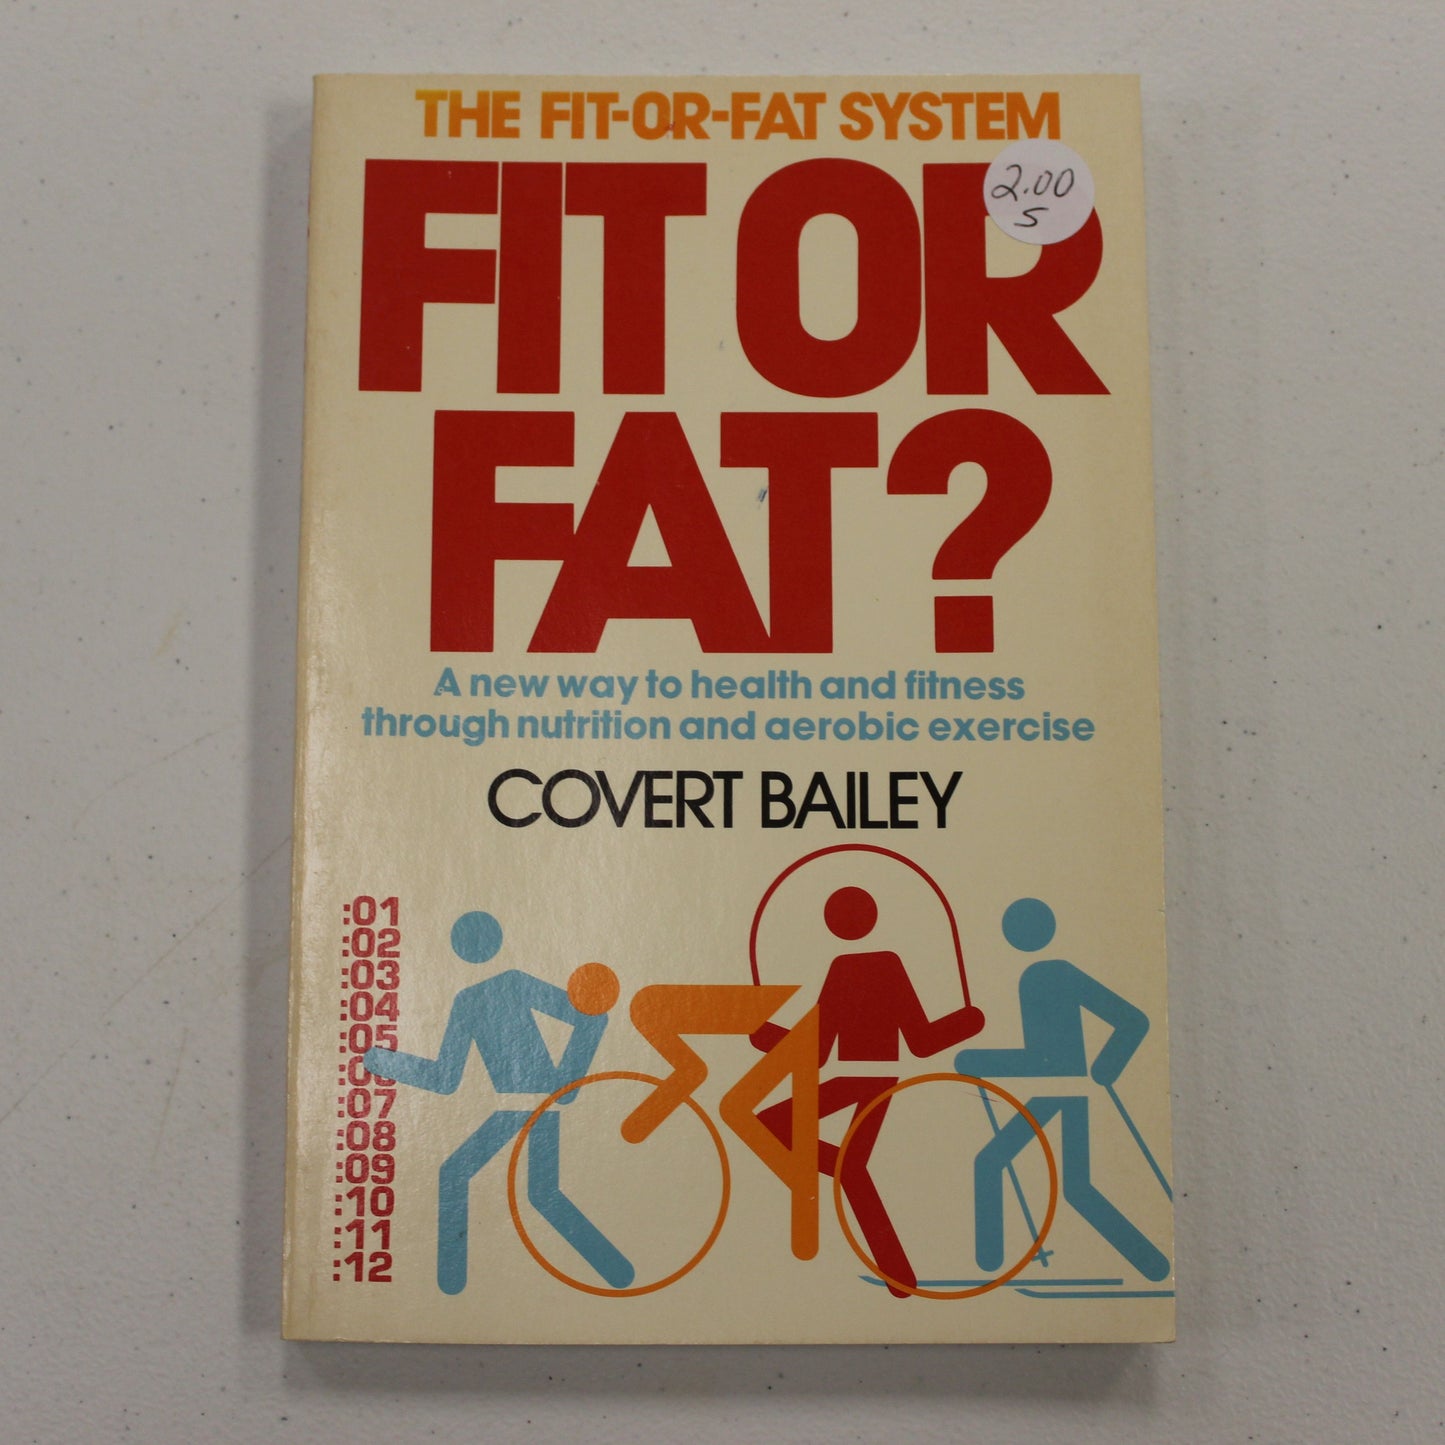 THE FIT-OR-FAT SYSTEM
FIT OR
2.00
S
FAT?
A new way to health and fitness
through nutrition and aerobic exercise
COVERT BAILEY
:01
:02
:03
:04
:05
:06
:07
:08
:09
:10
:11
:12